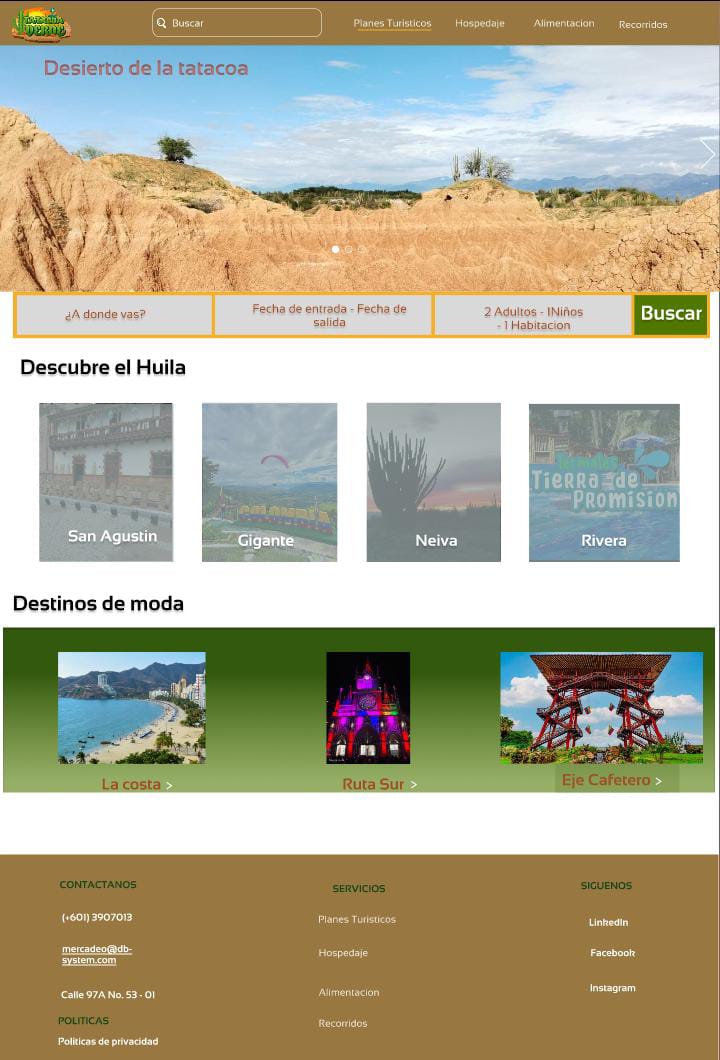 VERDE
Buscar
Planes Turisticos
Hospedaje
Alimentacion
Recorridos
Desierto de la tatacoa
¿A donde vas?
Fecha de entrada - Fecha de
salida
2 Adultos - 1Niños
- 1 Habitacion
Buscar
Descubre el Huila
San Agustin
Gigante
Neiva
Termales
Tierra de
Promision
Rivera
Destinos de moda
La costa >
Ruta Sur >
Eje Cafetero >
CONTACTANOS
(+601) 3907013
mercadeo@db-
system.com
Calle 97A No. 53 - 01
POLITICAS
Politicas de privacidad
SERVICIOS
Planes Turisticos
Hospedaje
Alimentacion
Recorridos
SIGUENOS
LinkedIn
Facebook
Instagram